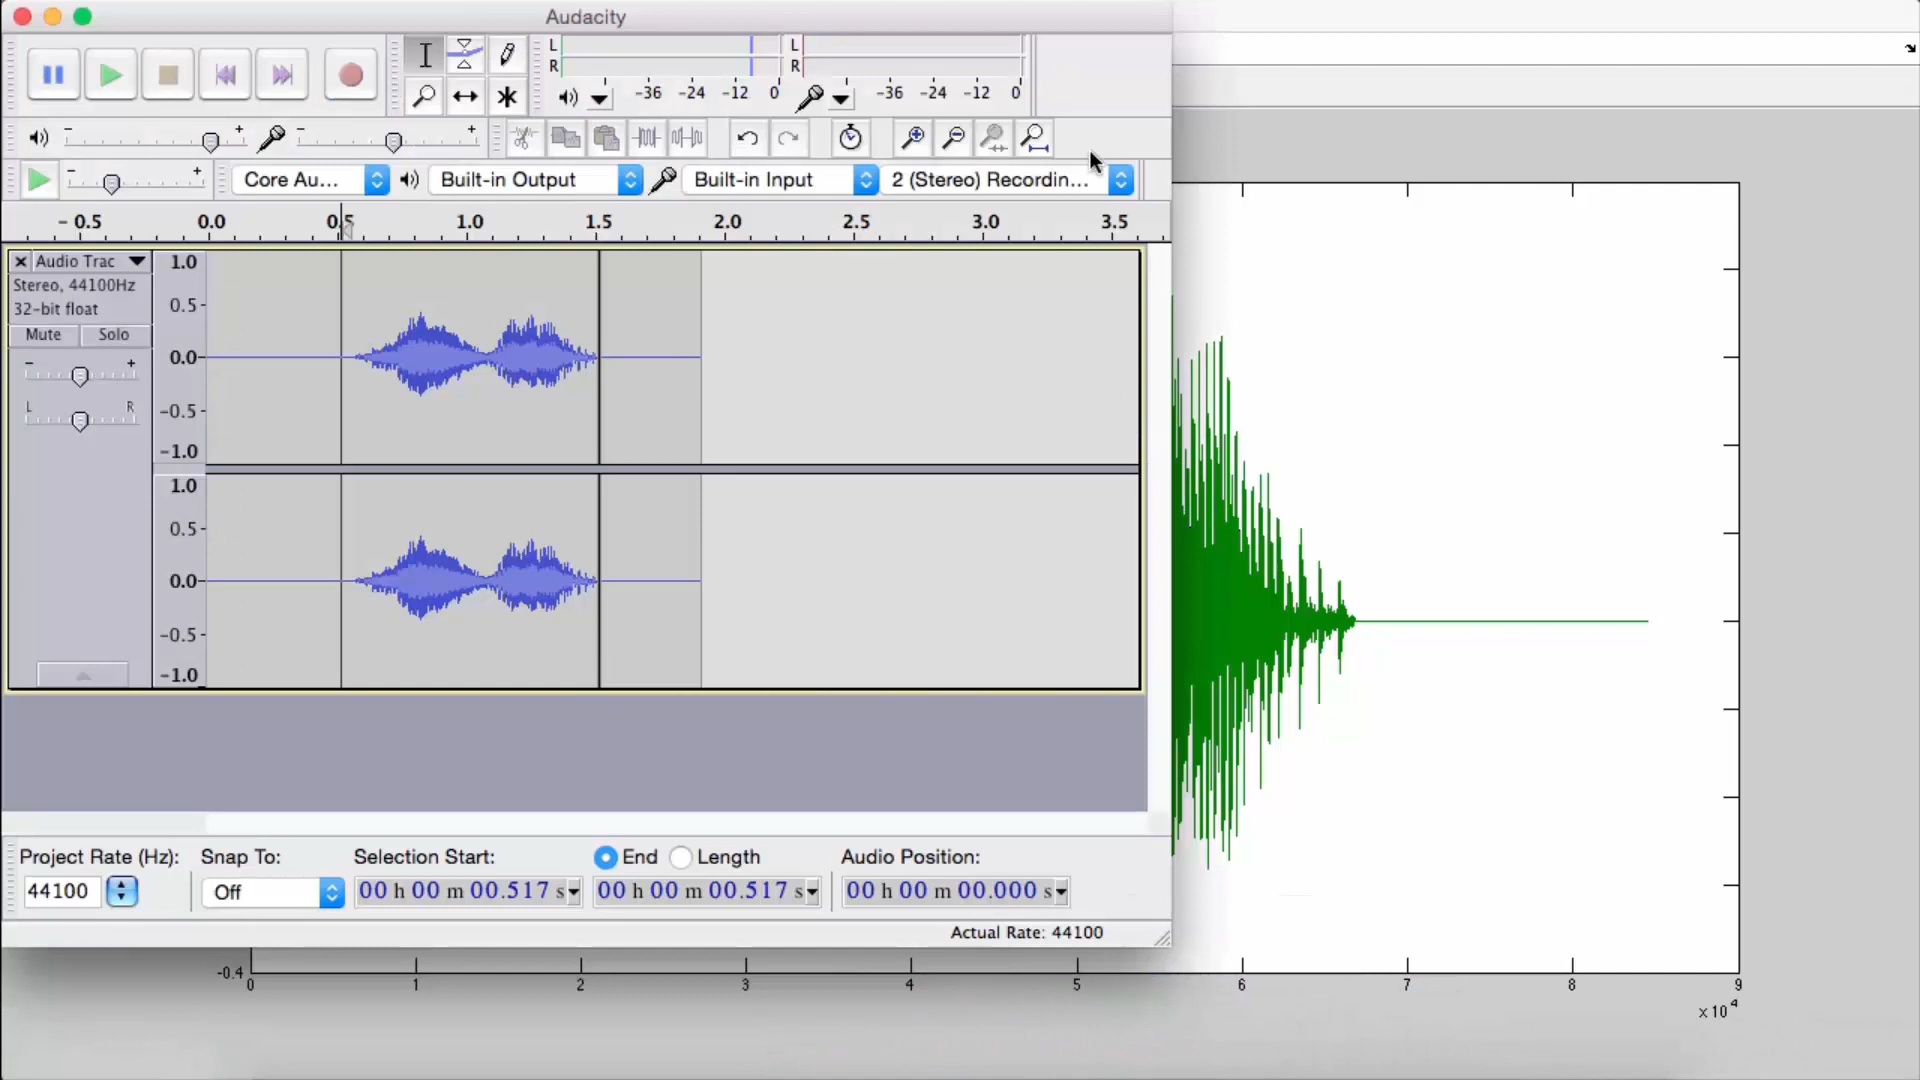 Audacity
L
R
-36 -24 -12 0
L
R
-36 -24 -12 0
- + - +
- +
Core Au...
Built-in Output
Built-in Input
2 (Stereo) Recordin...
- 0.5 0.0 0.5 1.0 1.5 2.0 2.5 3.0 3.5
Audio Trac
Stereo, 44100Hz
32-bit float
Mute Solo
- +
L R
1.0
0.5-
0.0-
-0.5-
-1.0
1.0
0.5-
0.0-
-0.5-
-1.0
Project Rate (Hz):
44100
Snap To:
Off
Selection Start:
00 h 00 m 00.517 s
End Length
00 h 00 m 00.517 s
Audio Position:
00 h 00 m 00.000 s
Actual Rate: 44100
-0.4
0 1 2 3 4 5 6 7 8 9
x 10 4